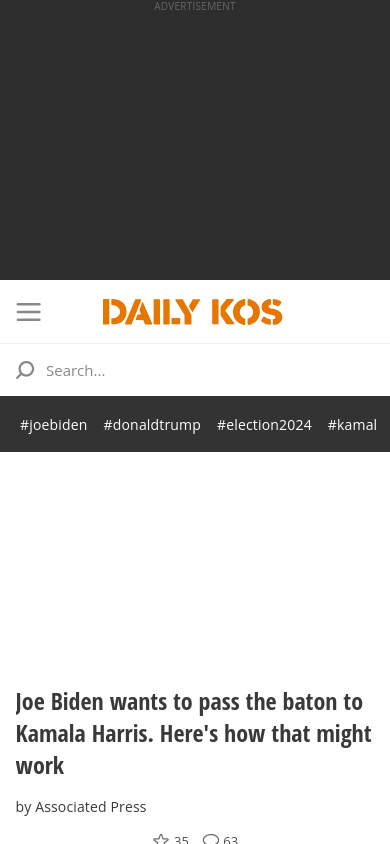 ADVERTISEMENT
DAILY KOS
Search...
#joebiden #donaldtrump #election2024 #kamal
Joe Biden wants to pass the baton to
Kamala Harris. Here's how that might
work
by Associated Press
35 63